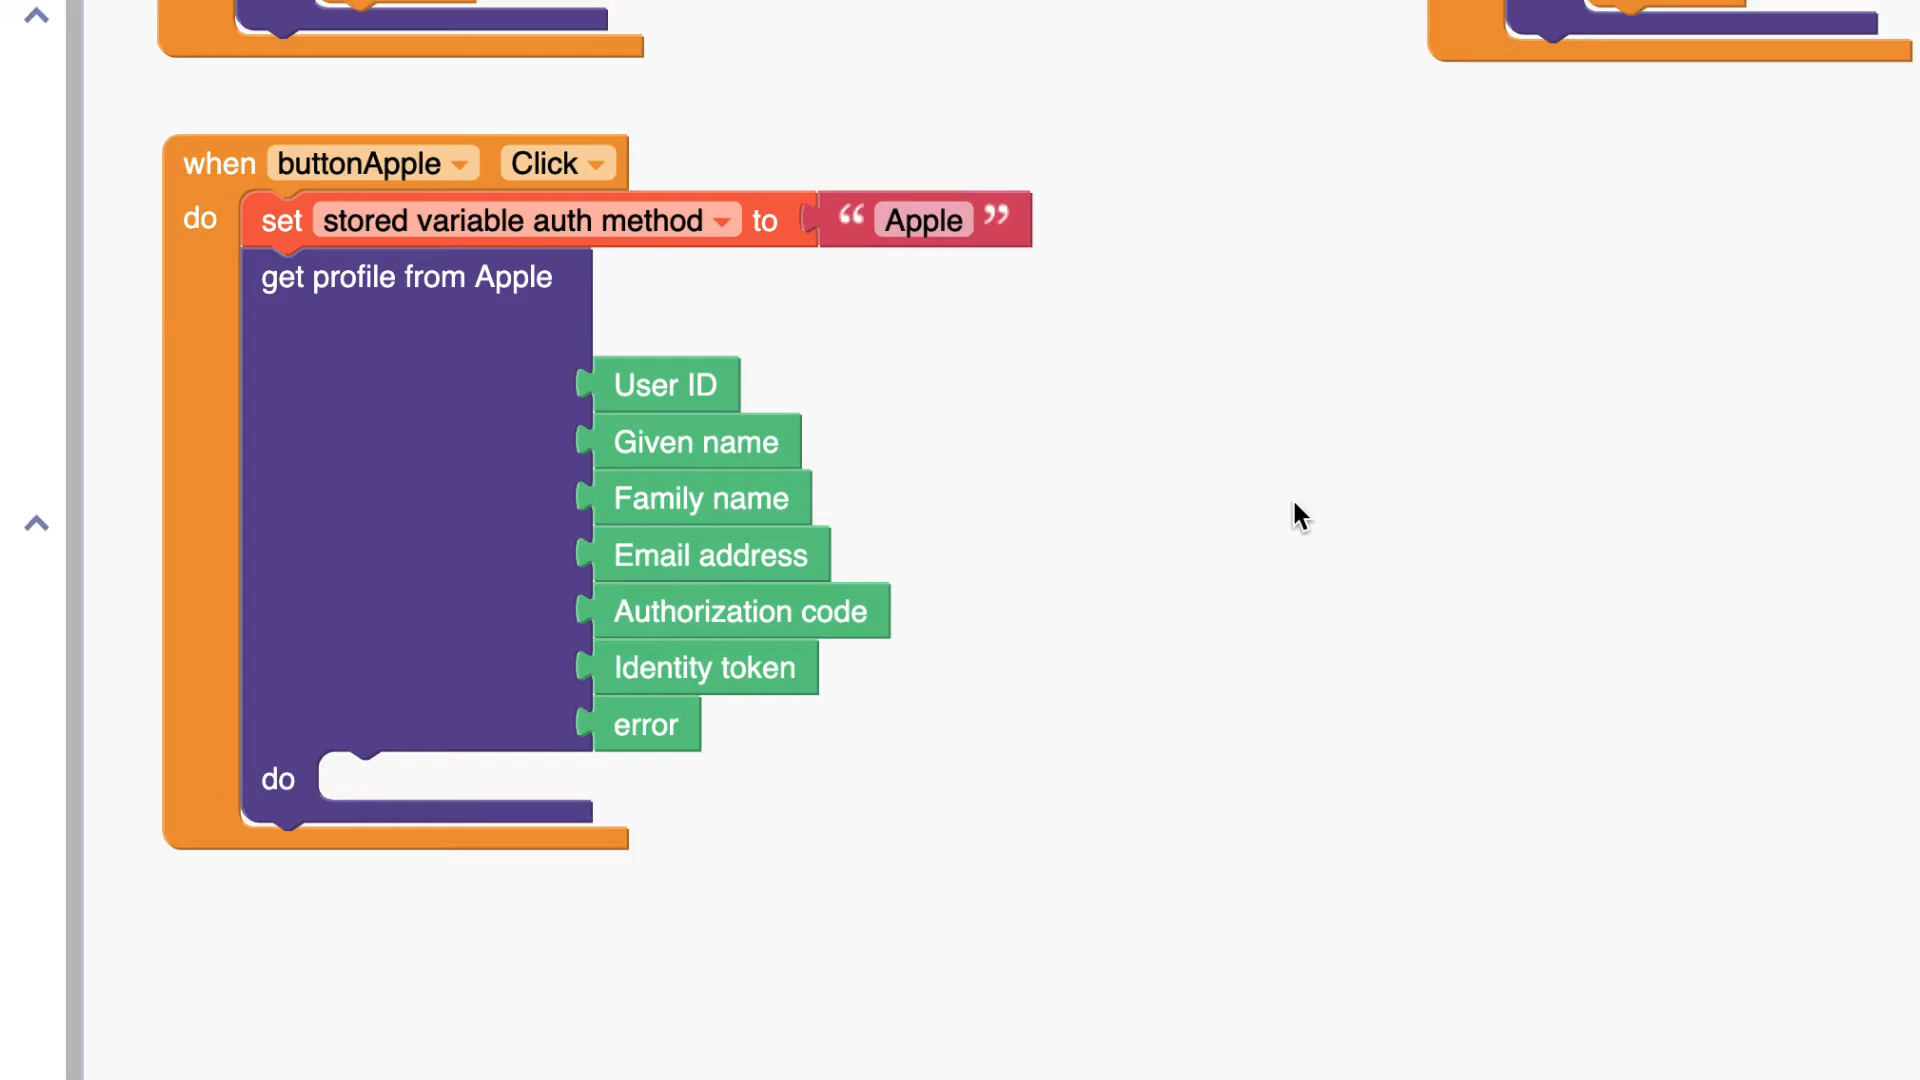 when buttonApple Click
do set stored variable auth method to “ Apple ”
get profile from Apple
User ID
Given name
Family name
Email address
Authorization code
Identity token
error
do